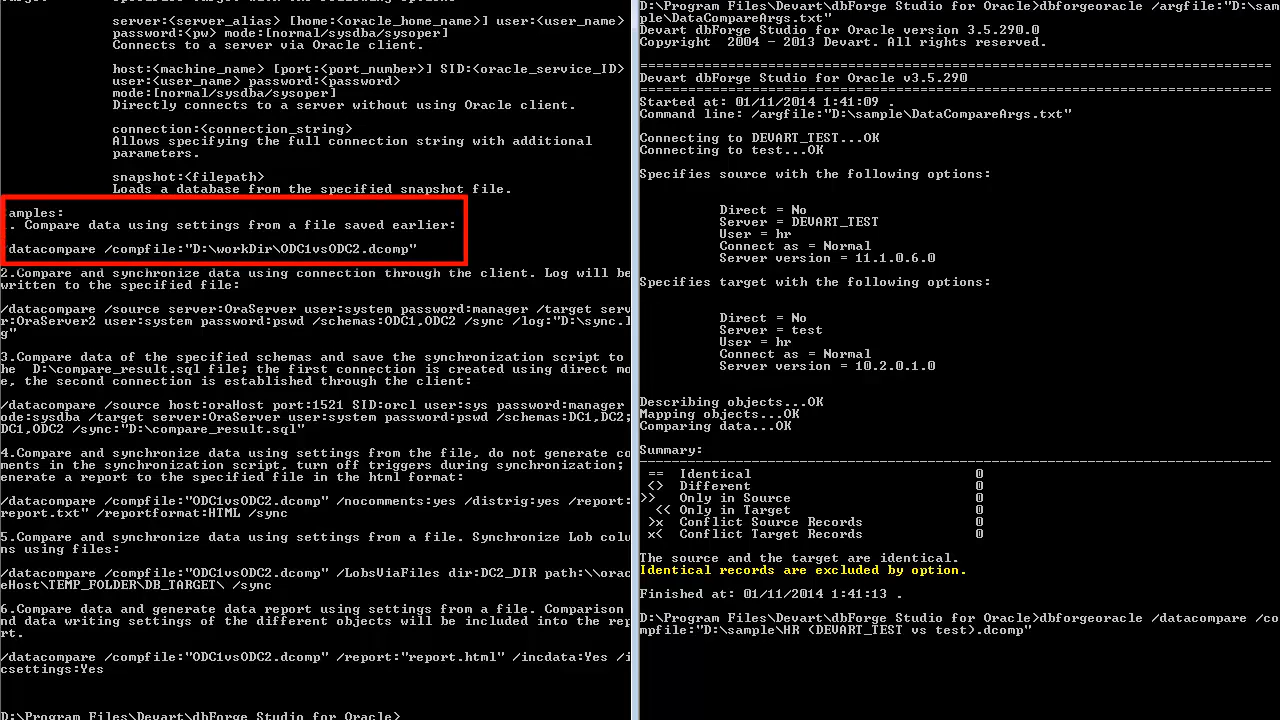 server:<server_alias> [home:<oracle_home_name>] user:<user_name>
password:<pw> mode:[normal/sysdba/sysoper]
Connects to a server via Oracle client.
host:<machine_name> [port:<port_number>] SID:<oracle_service_ID>
user:<user_name> password:<password>
mode:[normal/sysdba/sysoper]
Directly connects to a server without using Oracle client.
connection:<connection_string>
Allows specifying the full connection string with additional
parameters.
snapshot:<filepath>
Loads a database from the specified snapshot file.
amples:
. Compare data using settings from a file saved earlier:
datacompare /compfile:"D:\workDir\ODC1vsODC2.dcomp"
2.Compare and synchronize data using connection through the client. Log will be
written to the specified file:
/datacompare /source server:OraServer user:system password:manager /target serv
r:OraServer2 user:system password:pswd /schemas:ODC1,ODC2 /sync /log:"D:\sync.l
g"
3.Compare data of the specified schemas and save the synchronization script to
he  D:\compare_result.sql file; the first connection is created using direct mo
e, the second connection is established through the client:
/datacompare /source host:oraHost port:1521 SID:orcl user:sys password:manager
ode:sysdba /target server:OraServer user:system password:pswd /schemas:DC1,DC2;
DC1,ODC2 /sync:"D:\compare_result.sql"
4.Compare and synchronize data using settings from the file, do not generate co
ments in the synchronization script, turn off triggers during synchronization;
enerate a report to the specified file in the html format:
/datacompare /compfile:"ODC1vsODC2.dcomp" /nocomments:yes /distrig:yes /report:
report.txt" /reportformat:HTML /sync
5.Compare and synchronize data using settings from a file. Synchronize Lob colu
ns using files:
/datacompare /compfile:"ODC1vsODC2.dcomp" /LobsViaFiles dir:DC2_DIR path:\\orac
eHost\TEMP_FOLDER\DB_TARGET\ /sync
6.Compare data and generate data report using settings from a file. Comparison
nd data writing settings of the different objects will be included into the rep
rt.
/datacompare /compfile:"ODC1vsODC2.dcomp" /report:"report.html" /incdata:Yes /i
csettings:Yes
D:\Program Files\Devart\dbForge Studio for Oracle>
D:\Program Files\Devart\dbForge Studio for Oracle>dbforgeoracle /argfile:"D:\sam
ple\DataCompareArgs.txt"
Devart dbForge Studio for Oracle version 3.5.290.0
Copyright  2004 - 2013 Devart. All rights reserved.
===============================================================================
Devart dbForge Studio for Oracle v3.5.290
===============================================================================
Started at: 01/11/2014 1:41:09 .
Command line: /argfile:"D:\sample\DataCompareArgs.txt"
Connecting to DEVART_TEST...OK
Connecting to test...OK
Specifies source with the following options:
Direct = No
Server = DEVART_TEST
User = hr
Connect as = Normal
Server version = 11.1.0.6.0
Specifies target with the following options:
Direct = No
Server = test
User = hr
Connect as = Normal
Server version = 10.2.0.1.0
Describing objects...OK
Mapping objects...OK
Comparing data...OK
Summary:
-------------------------------------------------------------------------------
== Identical 0
<> Different 0
>> Only in Source 0
<< Only in Target 0
>x Conflict Source Records 0
x< Conflict Target Records 0
The source and the target are identical.
Identical records are excluded by option.
Finished at: 01/11/2014 1:41:13 .
D:\Program Files\Devart\dbForge Studio for Oracle>dbforgeoracle /datacompare /co
mpfile:"D:\sample\HR (DEVART_TEST vs test).dcomp"